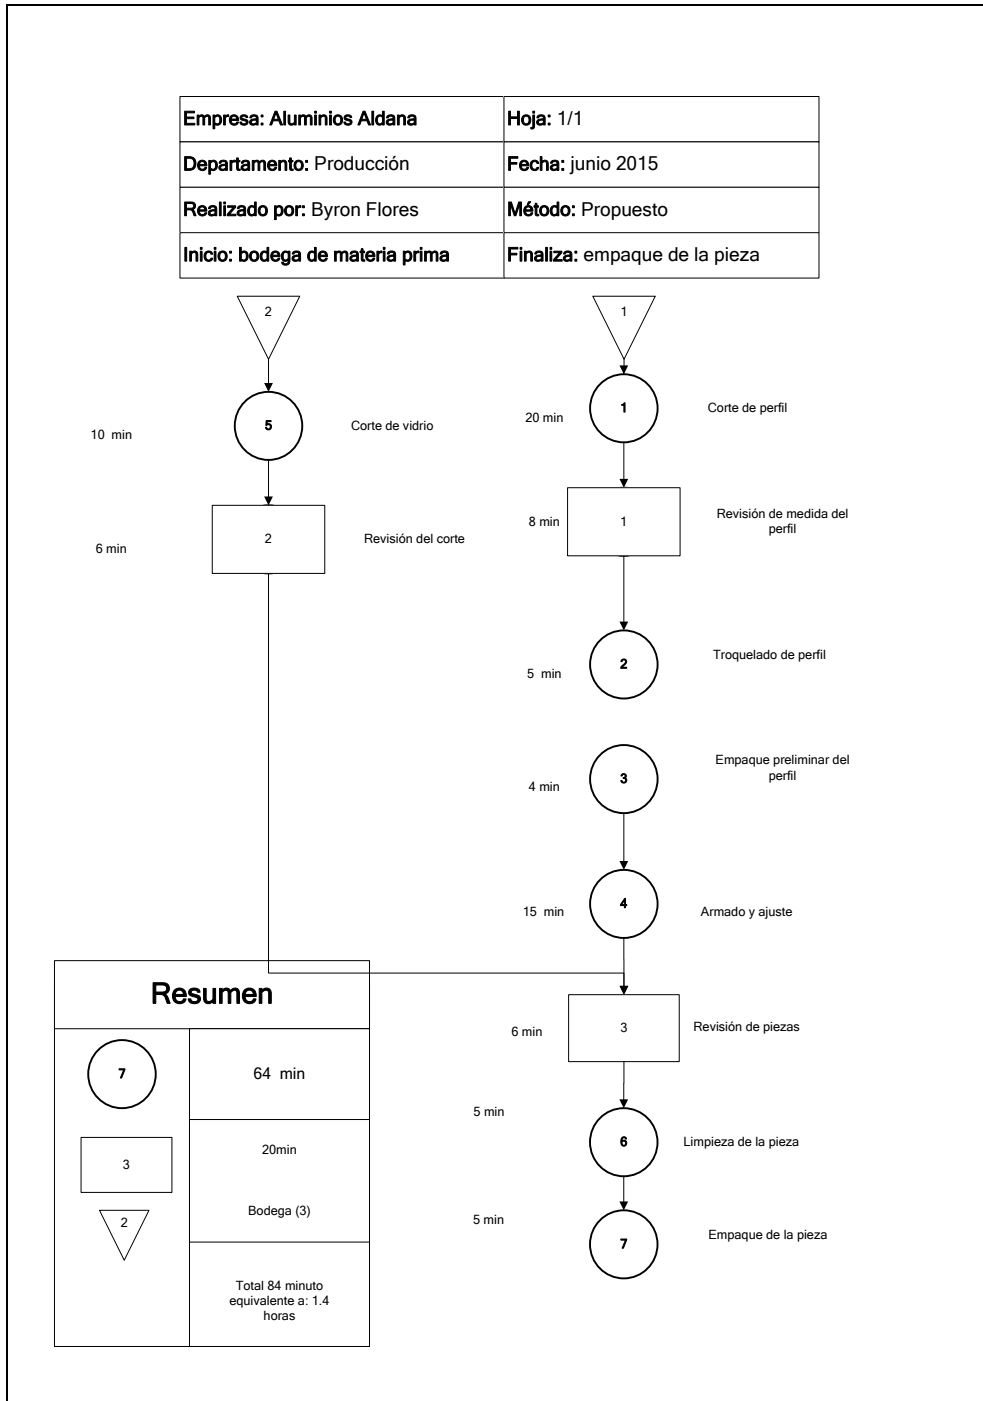 Empresa: Aluminios Aldana
Hoja: 1/1
Departamento: Producción
Fecha: junio 2015
Realizado por: Byron Flores
Método: Propuesto
Inicio: bodega de materia prima
Finaliza: empaque de la pieza
2
1
10  min
5
Corte de vidrio
20 min
1
Corte de perfil
6 min
2
Revisión del corte
8 min
1
Revisión de medida del
perfil
5  min
2
Troquelado de perfil
4 min
3
Empaque preliminar del
perfil
15  min
4
Armado y ajuste
6 min
3
Revisión de piezas
5 min
6
Limpieza de la pieza
5 min
7
Empaque de la pieza
Resumen
7
64  min
3
20min
2
Bodega (3)
Total 84 minuto
equivalente a: 1.4
horas